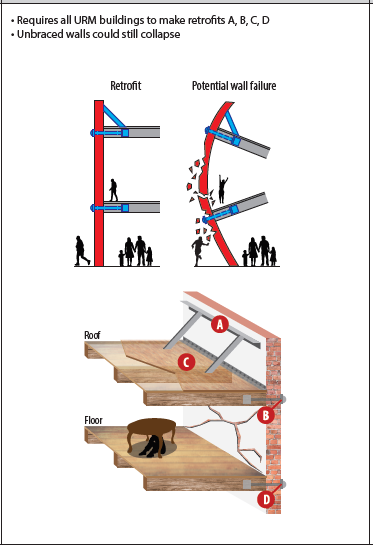 • Requires all URM buildings to make retrofits A, B, C, D
• Unbraced walls could still collapse
Retrofit
Potential wall failure
A
Roof
C
B
Floor
D